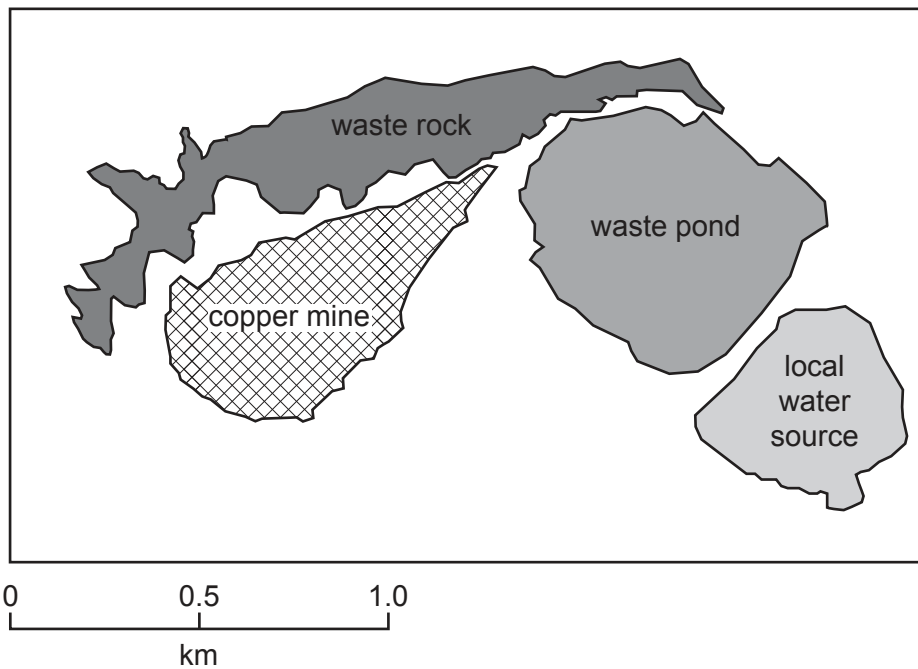 waste rock
waste pond
copper mine
local
water
source
0 0.5 1.0
km